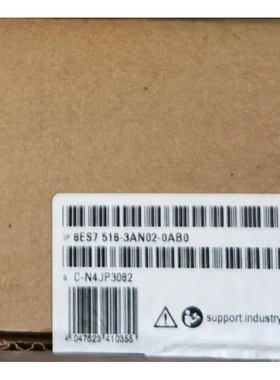 1P 6ES7 516-3AN02-0AB0
S C-N4JP3082
4 047623 410355
support.industry